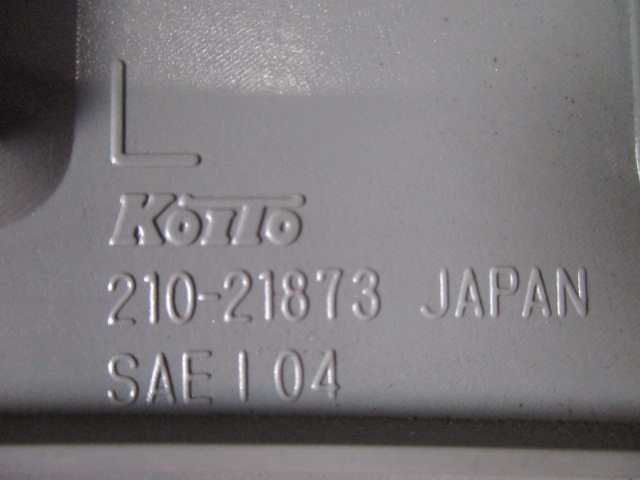 L
KOITO
210-21873 JAPAN
SAE I 04